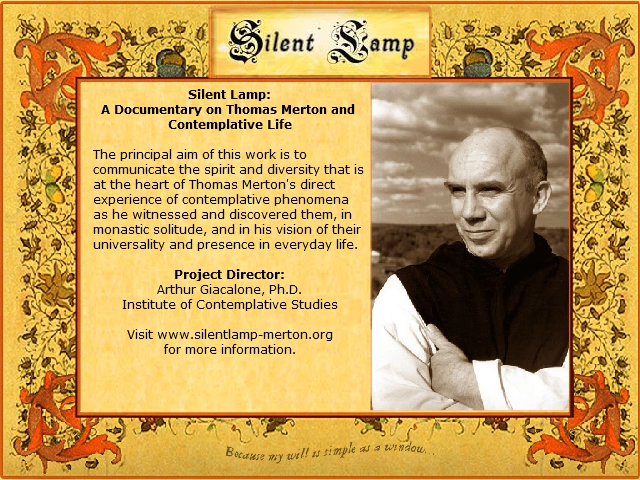 Silent Lamp
Silent Lamp:
A Documentary on Thomas Merton and
Contemplative Life
The principal aim of this work is to
communicate the spirit and diversity that is
at the heart of Thomas Merton's direct
experience of contemplative phenomena
as he witnessed and discovered them, in
monastic solitude, and in his vision of their
universality and presence in everyday life.
Project Director:
Arthur Giacalone, Ph.D.
Institute of Contemplative Studies
Visit www.silentlamp-merton.org
for more information.
Because my will is simple as a window...